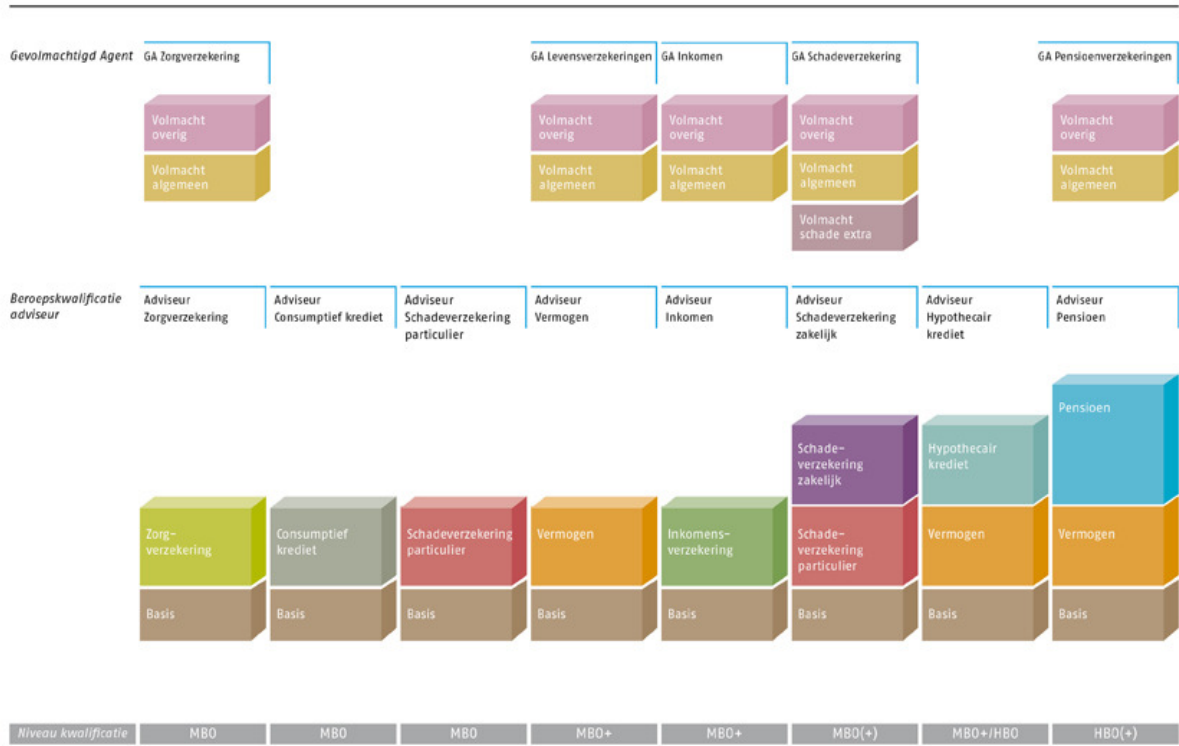 Gevolmachtigd Agent
GA Zorgverzekering
GA Levensverzekeringen
GA Inkomen
GA Schadeverzekering
GA Pensioenverzekeringen
Volmacht
overig
Volmacht
overig
Volmacht
overig
Volmacht
overig
Volmacht
overig
Volmacht
algemeen
Volmacht
algemeen
Volmacht
algemeen
Volmacht
algemeen
Volmacht
algemeen
Volmacht
schade extra
Beroepskwalificatie
adviseur
Adviseur
Zorgverzekering
Adviseur
Consumptief krediet
Adviseur
Schadeverzekering
particulier
Adviseur
Vermogen
Adviseur
Inkomen
Adviseur
Schadeverzekering
zakelijk
Adviseur
Hypothecair
krediet
Adviseur
Pensioen
Pensioen
Schade-
verzekering
zakelijk
Hypothecair
krediet
Zorg-
verzekering
Consumptief
krediet
Schadeverzekering
particulier
Vermogen
Inkomens-
verzekering
Schade-
verzekering
particulier
Vermogen
Vermogen
Basis
Basis
Basis
Basis
Basis
Basis
Basis
Basis
Niveau kwalificatie
MBO
MBO
MBO
MBO+
MBO+
MBO(+)
MBO+/HBO
HBO(+)